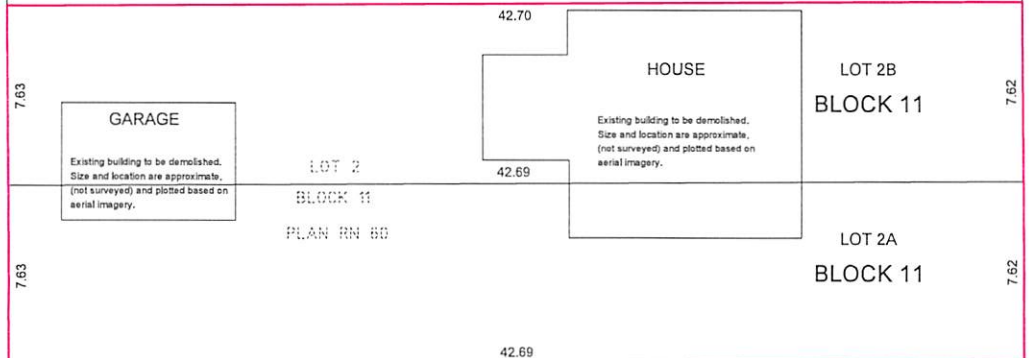 42.70
7.63
GARAGE
Existing building to be demolished.
Size and location are approximate,
(not surveyed) and plotted based on
aerial imagery.
LOT 2
BLOCK 11
PLAN RN 60
42.69
HOUSE
Existing building to be demolished.
Size and location are approximate,
(not surveyed) and plotted based on
aerial imagery.
LOT 2B
BLOCK 11
7.62
7.63
LOT 2A
BLOCK 11
7.62
42.69